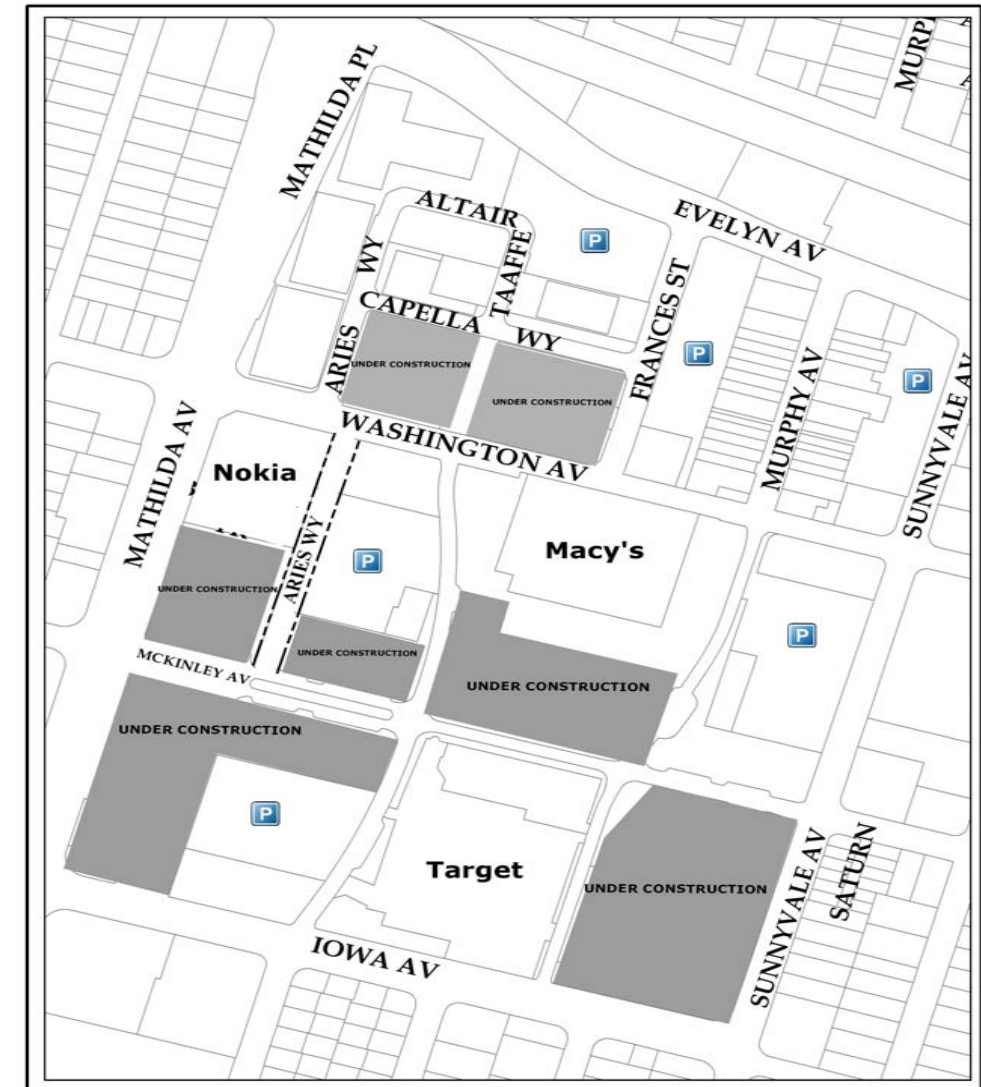 MATHILDA PL
MURP
A
ALTAIR
TAAFFE
EVELYN AV
P
WY
ARIES
CAPELLA
WY
FRANCES ST
P
P
UNDER CONSTRUCTION
UNDER CONSTRUCTION
MURPHY AV
SUNNYVALE AV
WASHINGTON AV
MATHILDA AV
Nokia
ARIES WY
P
Macy's
UNDER CONSTRUCTION
UNDER CONSTRUCTION
P
MCKINLEY AV
UNDER CONSTRUCTION
UNDER CONSTRUCTION
P
Target
UNDER CONSTRUCTION
SUNNYVALE AV
SATURN
IOWA AV